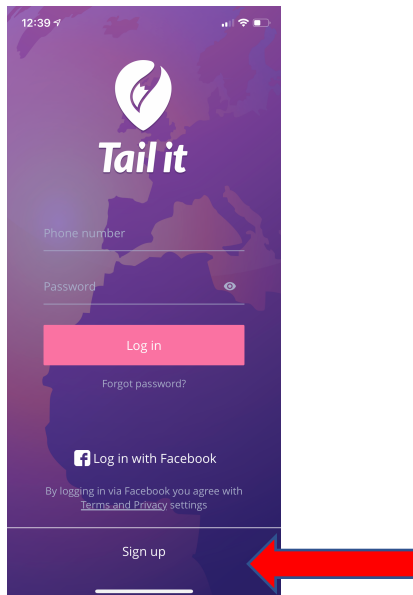 12:39
Tail it
Phone number
Password
Log in
Forgot password?
Log in with Facebook
By logging in via Facebook you agree with
Terms and Privacy settings
Sign up